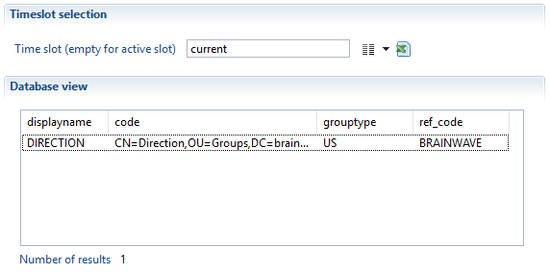 Timeslot selection
Time slot (empty for active slot) current
Database view
displayname code grouptype ref_code
DIRECTION CN=Direction,OU=Groups,DC=brain... US BRAINWAVE
Number of results 1